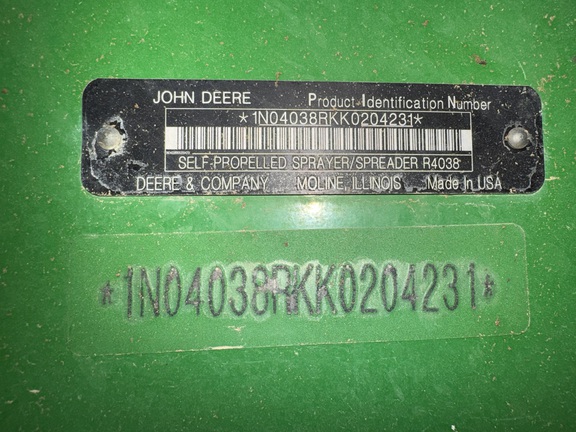 JOHN DEERE Product Identification Number
*1N04038RKK0204231*
SELF-PROPELLED SPRAYER/SPREADER R4038
DEERE & COMPANY MOLINE, ILLINOIS Made In USA
*1N04038RKK0204231*